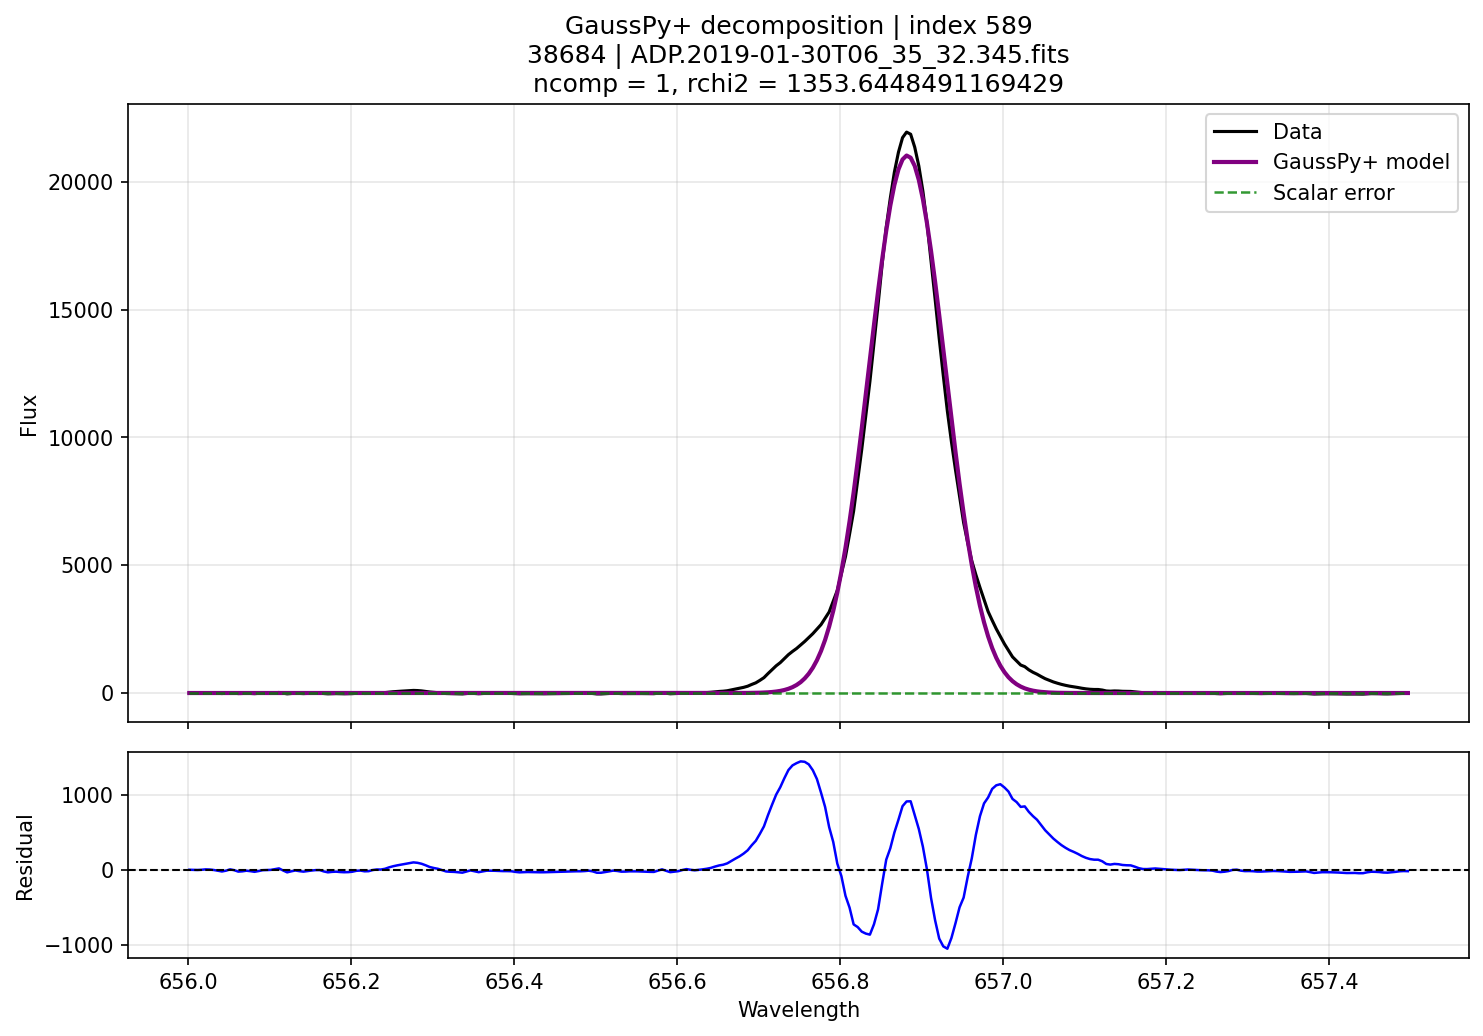 GaussPy+ decomposition | index 589
38684 | ADP.2019-01-30T06_35_32.345.fits
ncomp = 1, rchi2 = 1353.6448491169429
Data
GaussPy+ model
Scalar error
Flux
20000
15000
10000
5000
0
Residual
1000
0
−1000
656.0
656.2
656.4
656.6
656.8
657.0
657.2
657.4
Wavelength